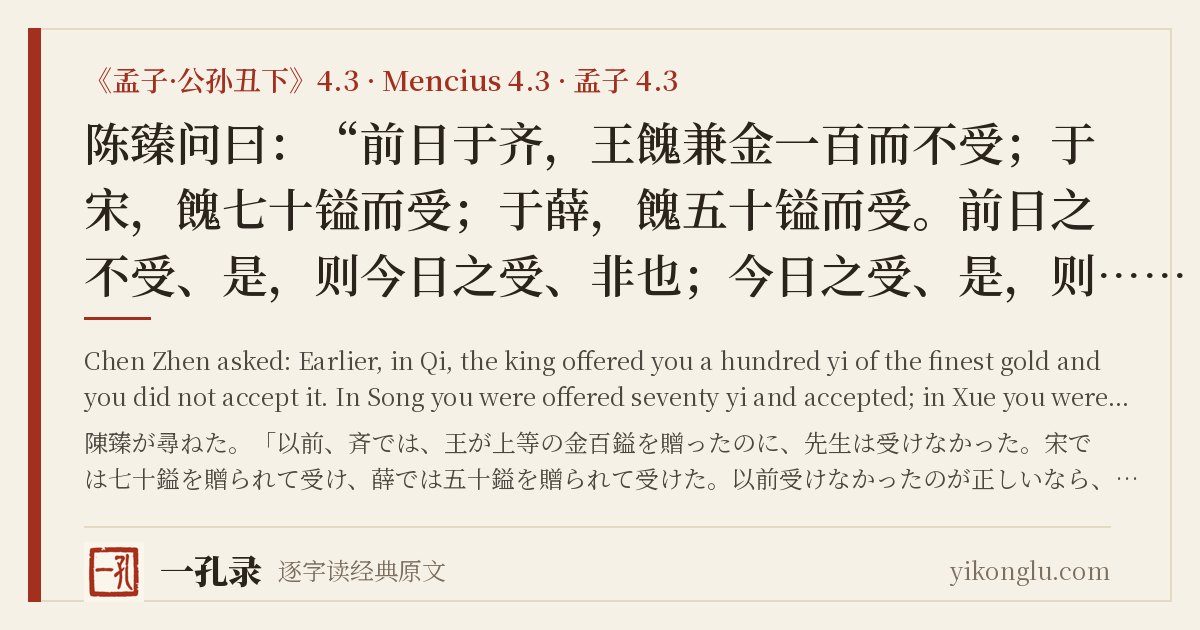 《孟子·公孙丑下》4.3 · Mencius 4.3 · 孟子 4.3
陈臻问曰：“前日于齐，王餽兼金一百而不受；于
宋，餽七十镒而受；于薛，餽五十镒而受。前日之
不受、是，则今日之受、非也；今日之受、是，则……
Chen Zhen asked: Earlier, in Qi, the king offered you a hundred yi of the finest gold and
you did not accept it. In Song you were offered seventy yi and accepted; in Xue you were...
陳臻が尋ねた。「以前、斉では、王が上等の金百鎰を贈ったのに、先生は受けなかった。宋で
は七十鎰を贈られて受け、薛では五十鎰を贈られて受けた。以前受けなかったのが正しいなら、…
一孔
一孔录 逐字读经典原文
yikonglu.com